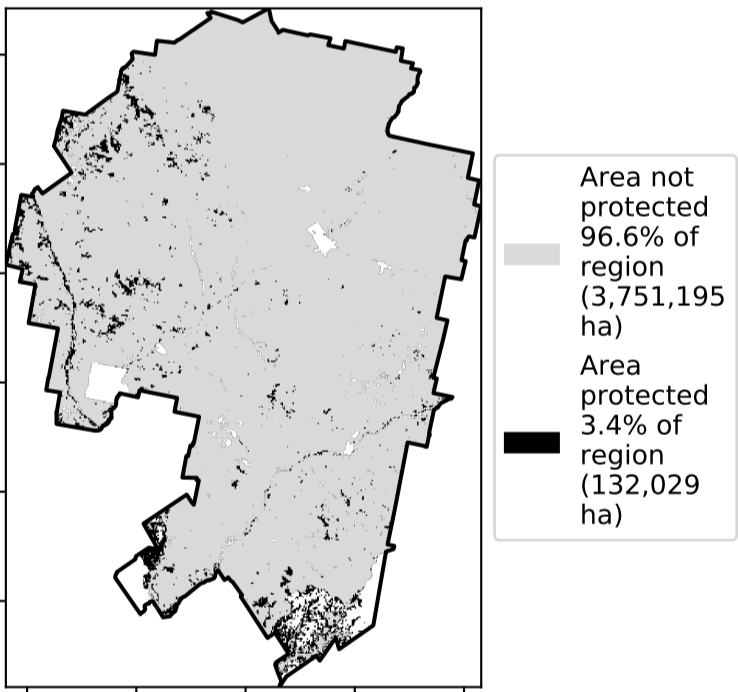 Area not
protected
96.6% of
region
(3,751,195
ha)
Area
protected
3.4% of
region
(132,029
ha)